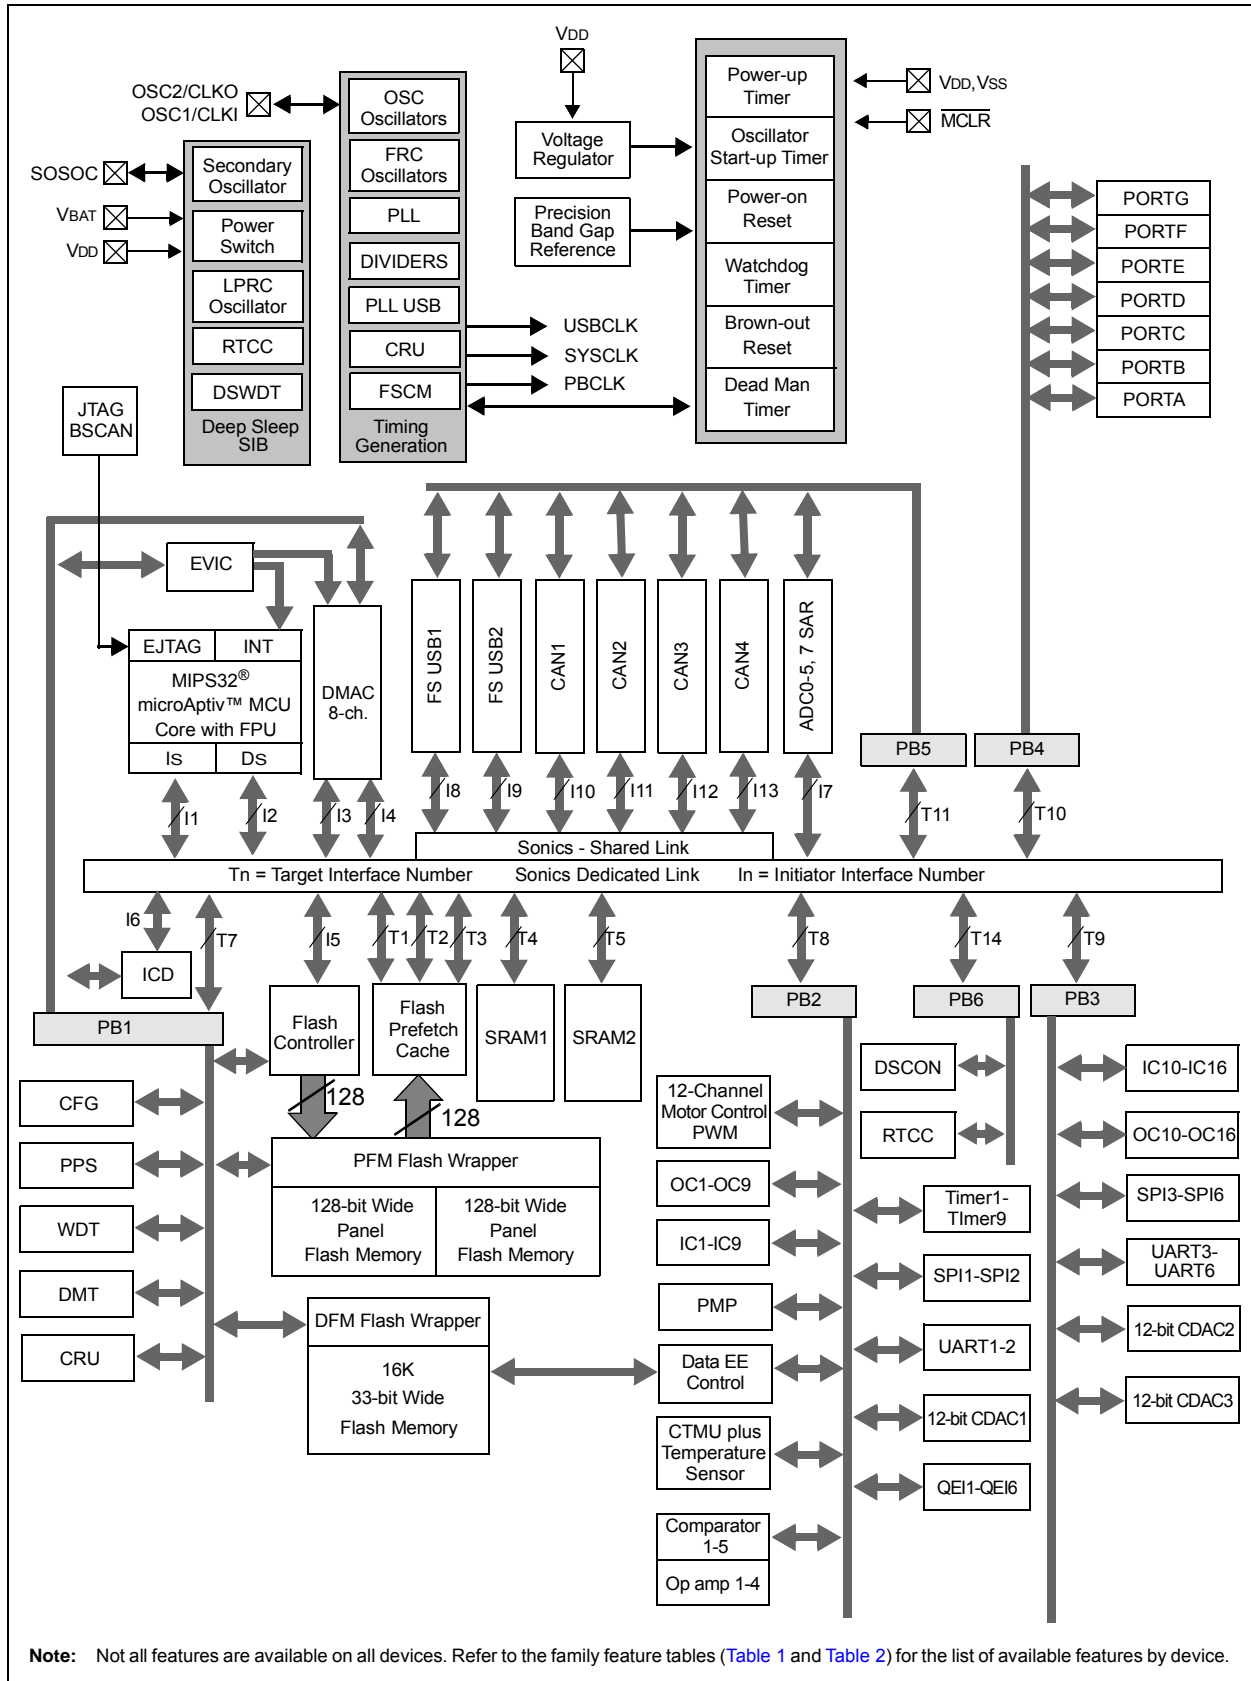 VDD
VDD,VSS
MCLR
OSC2/CLKO
OSC1/CLKI
SOSOC
VBAT
VDD
Secondary
Oscillator
Power
Switch
LPRC
Oscillator
RTCC
DSWDT
Deep Sleep
SIB
OSC
Oscillators
FRC
Oscillators
PLL
DIVIDERS
PLL USB
CRU
FSCM
Timing
Generation
USBCLK
SYSCLK
PBCLK
Voltage
Regulator
Precision
Band Gap
Reference
Power-up
Timer
Oscillator
Start-up Timer
Power-on
Reset
Watchdog
Timer
Brown-out
Reset
Dead Man
Timer
PORTG
PORTF
PORTE
PORTD
PORTC
PORTB
PORTA
JTAG
BSCAN
EVIC
EJTAG
INT
MIPS32®
microAptiv™ MCU
Core with FPU
IS
DS
DMAC
8-ch.
FS USB1
FS USB2
CAN1
CAN2
CAN3
CAN4
ADC0-5, 7 SAR
PB5
PB4
I1
I2
I3
I4
I8
I9
I10
I11
I12
I13
I7
T11
T10
Sonics - Shared Link
Tn = Target Interface Number
Sonics Dedicated Link
In = Initiator Interface Number
I6
T7
I5
T1
T2
T3
T4
T5
T8
T14
T9
ICD
PB1
Flash
Controller
Flash
Prefetch
Cache
SRAM1
SRAM2
PB2
PB6
PB3
128
128
CFG
PPS
WDT
DMT
CRU
PFM Flash Wrapper
128-bit Wide
Panel
Flash Memory
128-bit Wide
Panel
Flash Memory
DFM Flash Wrapper
16K
33-bit Wide
Flash Memory
12-Channel
Motor Control
PWM
OC1-OC9
IC1-IC9
PMP
Data EE
Control
CTMU plus
Temperature
Sensor
Comparator
1-5
Op amp 1-4
DSCON
RTCC
Timer1-
TImer9
SPI1-SPI2
UART1-2
12-bit CDAC1
QEI1-QEI6
IC10-IC16
OC10-OC16
SPI3-SPI6
UART3-
UART6
12-bit CDAC2
12-bit CDAC3
Note: Not all features are available on all devices. Refer to the family feature tables (Table 1 and Table 2) for the list of available features by device.